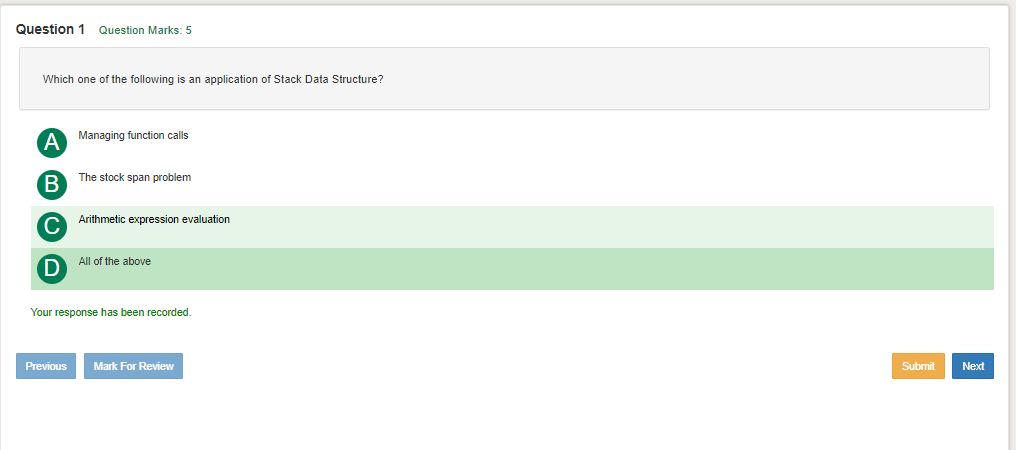 Question 1 Question Marks: 5
Which one of the following is an application of Stack Data Structure?
A Managing function calls
B The stock span problem
C Arithmetic expression evaluation
D All of the above
Your response has been recorded.
Previous Mark For Review Submit Next